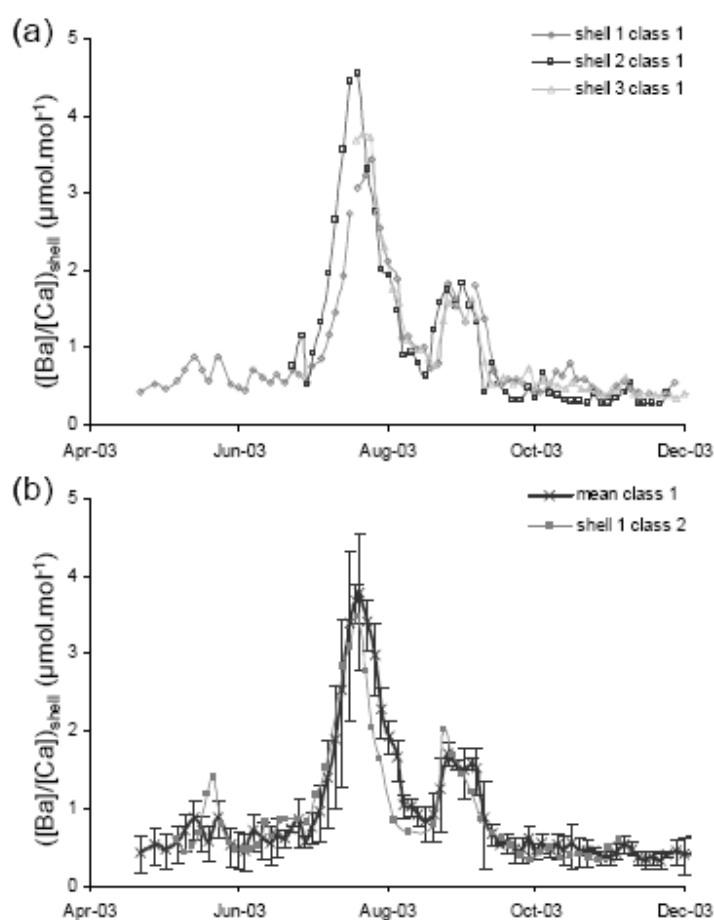 (a)
shell 1 class 1
shell 2 class 1
shell 3 class 1
([Ba]/[Ca])shell (µmol.mol⁻¹)
5
4
3
2
1
0
Apr-03 Jun-03 Aug-03 Oct-03 Dec-03
(b)
mean class 1
shell 1 class 2
([Ba]/[Ca])shell (µmol.mol⁻¹)
5
4
3
2
1
0
Apr-03 Jun-03 Aug-03 Oct-03 Dec-03